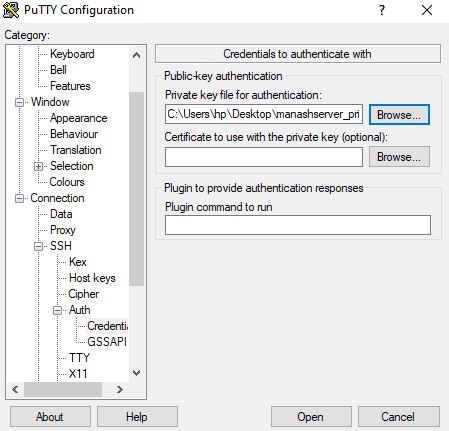 PuTTY Configuration
?
Category:
Keyboard
Bell
Features
Window
Appearance
Behaviour
Translation
Selection
Colours
Connection
Data
Proxy
SSH
Kex
Host keys
Cipher
Auth
Credentia
GSSAPI
TTY
X11
Credentials to authenticate with
Public-key authentication
Private key file for authentication:
C:\Users\hp\Desktop\manashserver_pri
Browse...
Certificate to use with the private key (optional):
Browse...
Plugin to provide authentication responses
Plugin command to run
About
Help
Open
Cancel